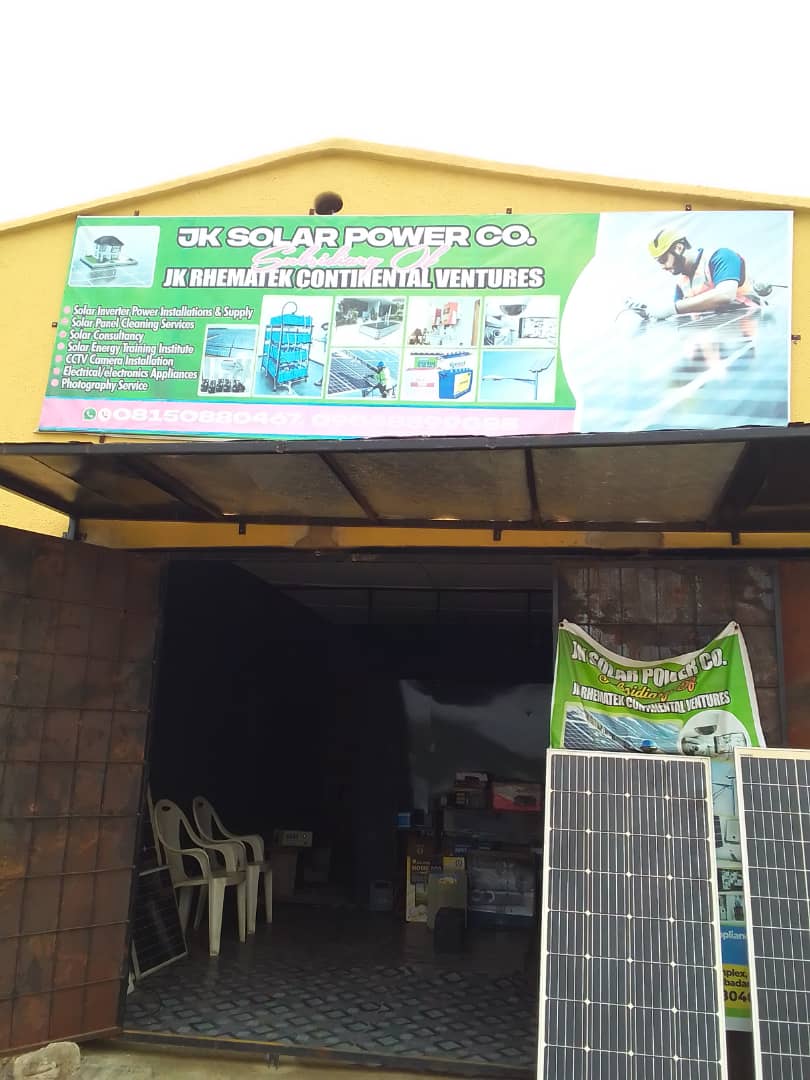 JK SOLAR POWER CO.
Subsidiary Of
JK RHEMATEK CONTINENTAL VENTURES
Solar Inverter Power Installations & Supply
Solar Panel Cleaning Services
Solar Consultancy
Solar Energy Training Institute
CCTV Camera Installation
Electrical/electronics Appliances
Photography Service
08150880467,
JK SOLAR POWER CO.
Subsidiary Of
JK RHEMATEK CONTINENTAL VENTURES